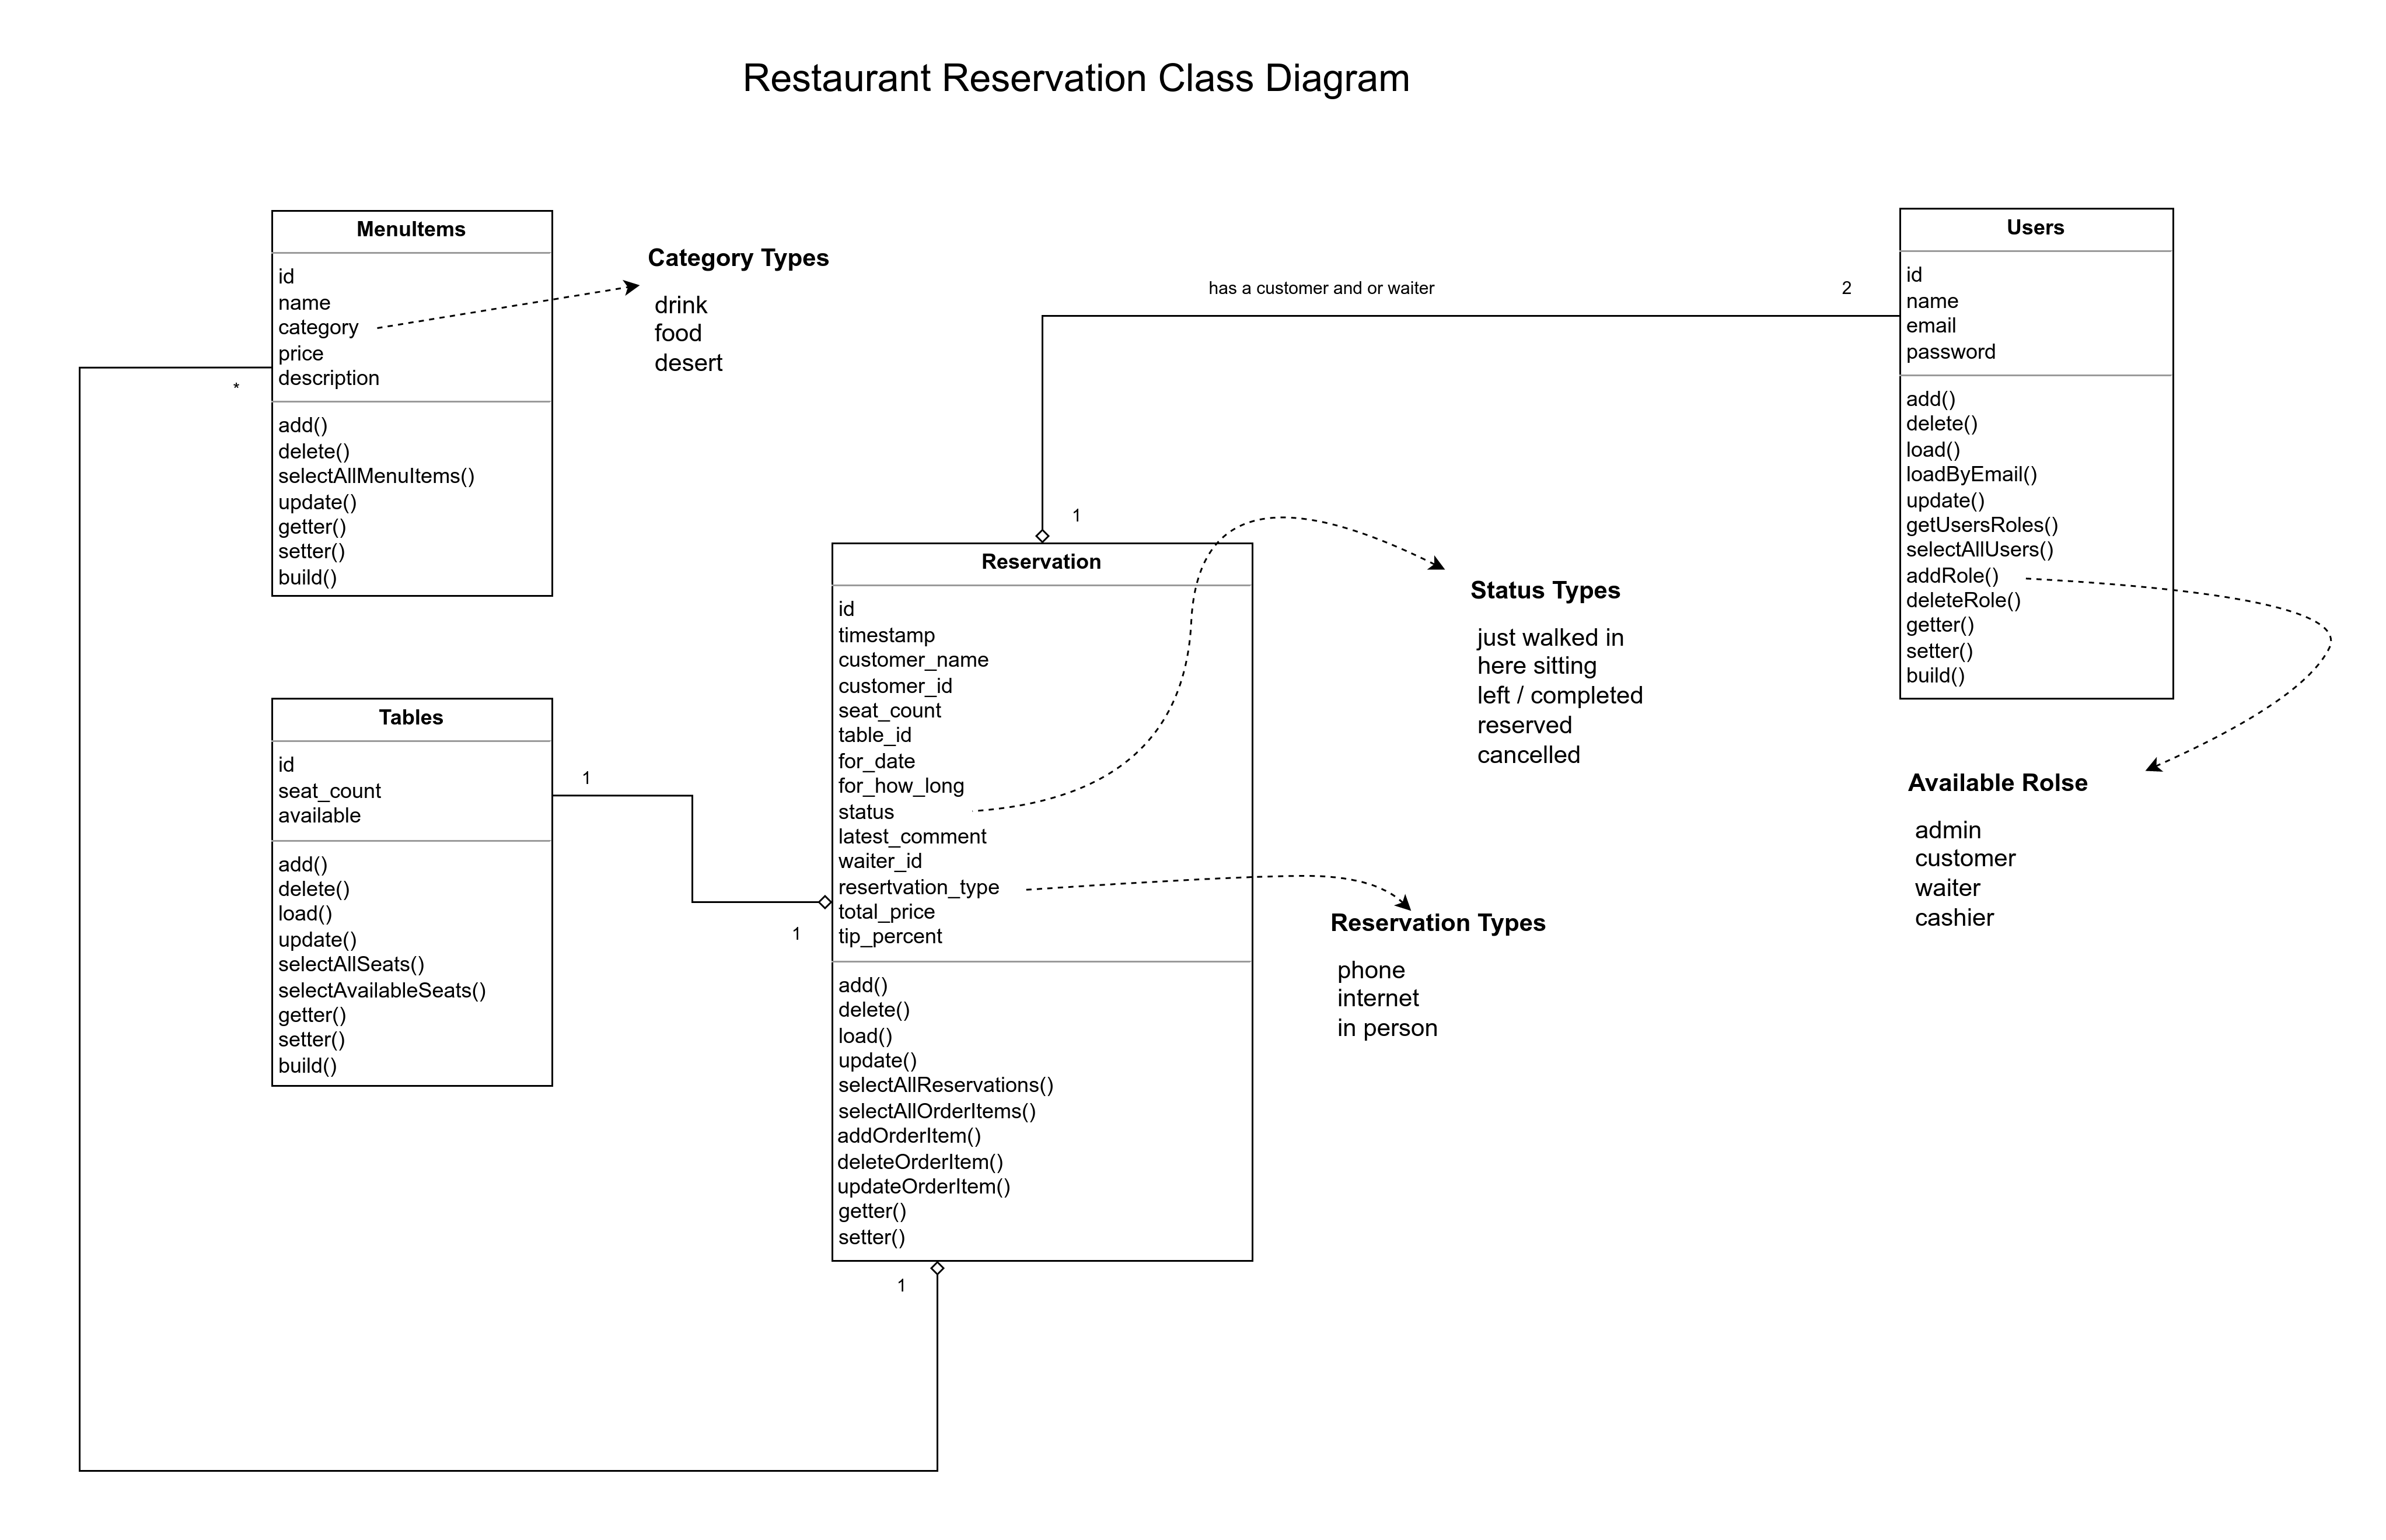 Restaurant Reservation Class Diagram
MenuItems
id
name
category
price
description
add()
delete()
selectAllMenuItems()
update()
getter()
setter()
build()
*
Category Types
drink
food
desert
has a customer and or waiter
2
1
Users
id
name
email
password
add()
delete()
load()
loadByEmail()
update()
getUsersRoles()
selectAllUsers()
addRole()
deleteRole()
getter()
setter()
build()
Tables
id
seat_count
available
add()
delete()
load()
update()
selectAllSeats()
selectAvailableSeats()
getter()
setter()
build()
1
1
Reservation
id
timestamp
customer_name
customer_id
seat_count
table_id
for_date
for_how_long
status
latest_comment
waiter_id
resertvation_type
total_price
tip_percent
add()
delete()
load()
update()
selectAllReservations()
selectAllOrderItems()
addOrderItem()
deleteOrderItem()
updateOrderItem()
getter()
setter()
1
Status Types
just walked in
here sitting
left / completed
reserved
cancelled
Reservation Types
phone
internet
in person
Available Rolse
admin
customer
waiter
cashier